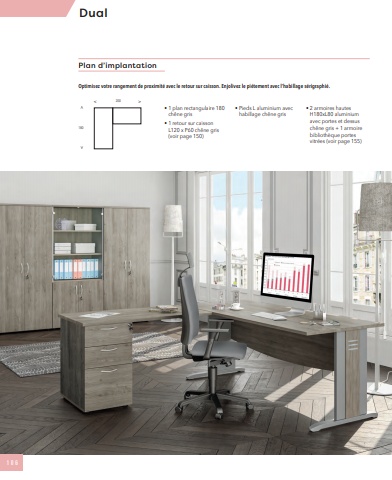 Dual
Plan d'implantation
Optimisez votre rangement de proximité avec le retour sur caisson. Enjolivez le piètement avec l'habillage sérigraphié.
• 1 plan rectangulaire 180
chêne gris
• 1 retour sur caisson
L120 x P60 chêne gris
(voir page 150)
• Pieds L aluminium avec
habillage chêne gris
• 2 armoires hautes
H180xL80 aluminium
avec portes et dessus
chêne gris + 1 armoire
bibliothèque portes
vitrées (voir page 155)